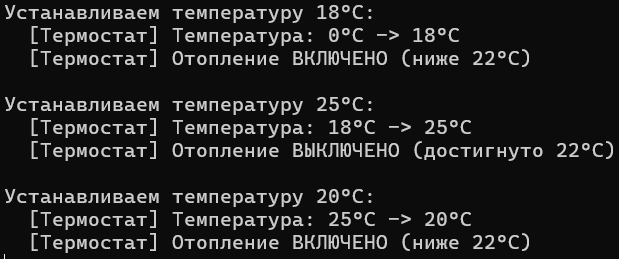 Устанавливаем температуру 18°C:
[Термостат] Температура: 0°C -> 18°C
[Термостат] Отопление ВКЛЮЧЕНО (ниже 22°C)
Устанавливаем температуру 25°C:
[Термостат] Температура: 18°C -> 25°C
[Термостат] Отопление ВЫКЛЮЧЕНО (достигнуто 22°C)
Устанавливаем температуру 20°C:
[Термостат] Температура: 25°C -> 20°C
[Термостат] Отопление ВКЛЮЧЕНО (ниже 22°C)